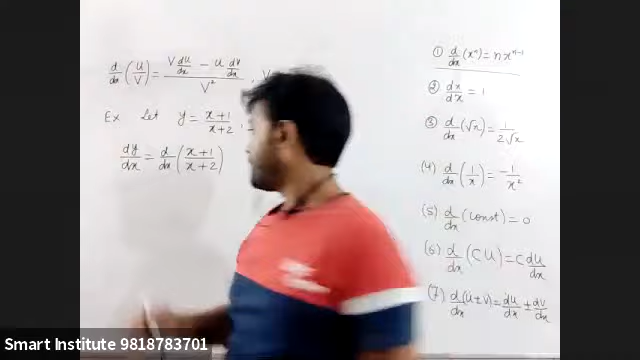 d/dx (U/V) = (V dU/dx − U dV/dx) / V² , V
Ex Let y = (x+1)/(x+2) ,
dy/dx = d/dx ((x+1)/(x+2))
① d/dx (xⁿ) = n xⁿ⁻¹
② dx/dx = 1
③ d/dx (√x) = 1/(2√x)
(4) d/dx (1/x) = −1/x²
(5) d/dx (Const) = 0
(6) d/dx (C U) = C dU/dx
(7) d/dx (U ± V) = dU/dx ± dV/dx
Smart Institute 9818783701